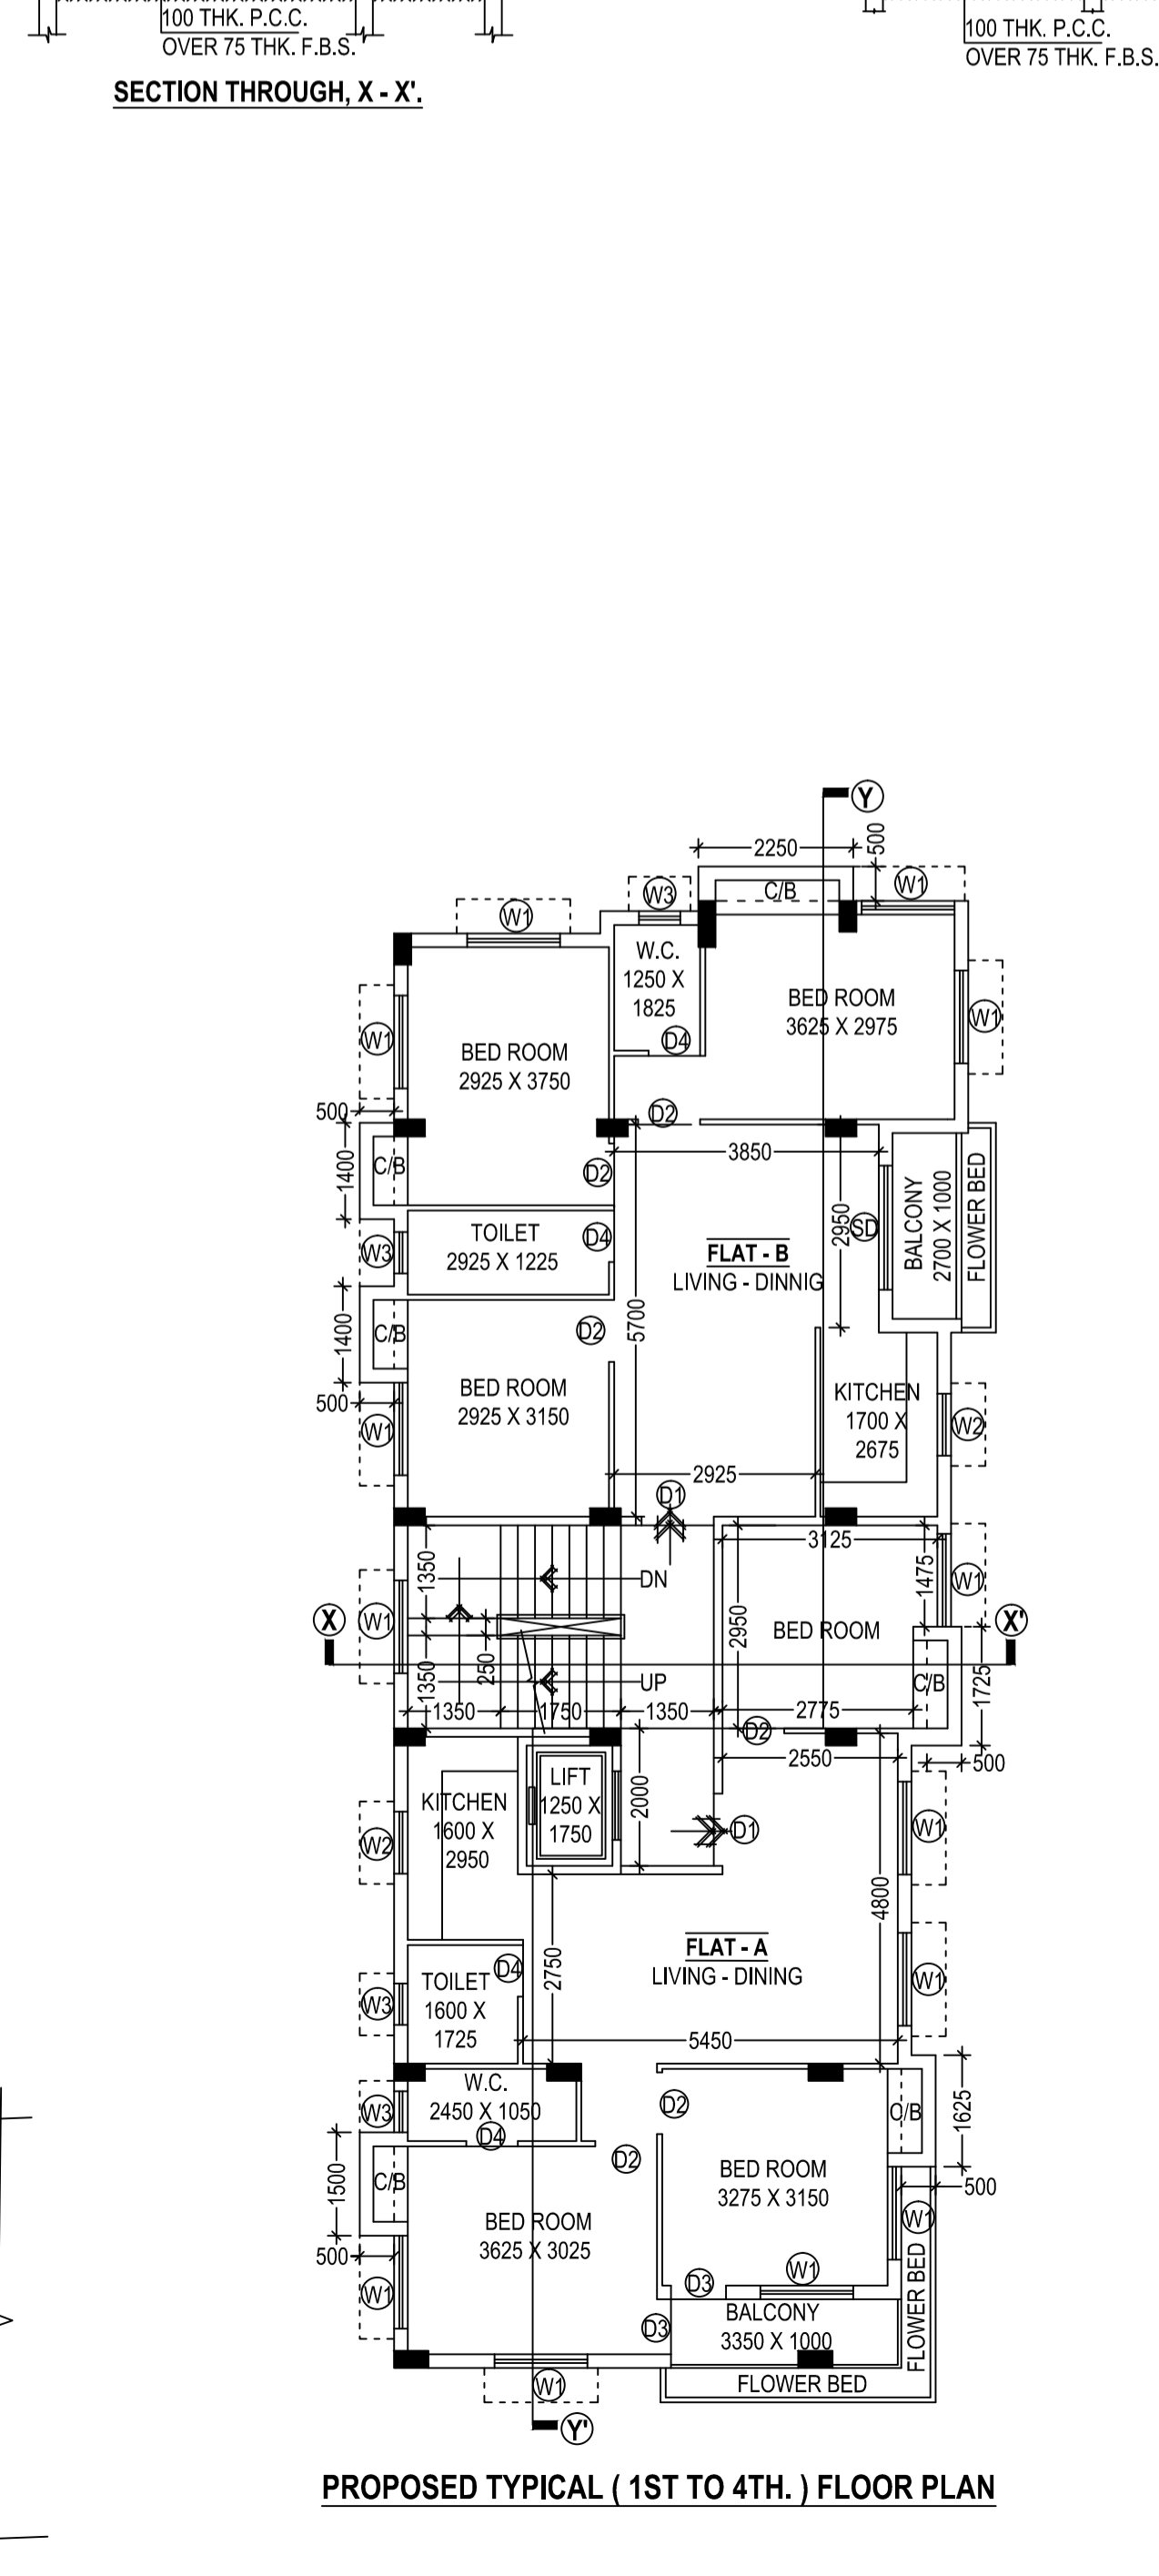 100 THK. P.C.C.
OVER 75 THK. F.B.S.
100 THK. P.C.C.
OVER 75 THK. F.B.S.
SECTION THROUGH, X - X'.
Y
2250
500
C/B
W1
W3
W1
W.C.
1250 X
1825
D4
BED ROOM
3625 X 2975
W1
W1
BED ROOM
2925 X 3750
500
D2
1400
C/B
D2
3850
TOILET
2925 X 1225
D4
W3
2950
SD
BALCONY
2700 X 1000
FLOWER BED
FLAT - B
LIVING - DINNIG
1400
C/B
D2
5700
500
W1
BED ROOM
2925 X 3150
KITCHEN
1700 X
2675
W2
2925
D1
3125
1350
DN
1475
W1
X
W1
2950
BED ROOM
X'
1350
250
UP
C/B
1725
1350
1750
1350
2775
D2
2550
500
LIFT
1250 X
1750
2000
KITCHEN
1600 X
2950
W2
D1
W1
4800
FLAT - A
LIVING - DINING
2750
D4
TOILET
1600 X
1725
W3
W1
5450
W.C.
2450 X 1050
W3
D4
D2
C/B
1625
D2
1500
C/B
BED ROOM
3275 X 3150
500
W1
BED ROOM
3625 X 3025
500
W1
D3
W1
FLOWER BED
D3
BALCONY
3350 X 1000
W1
FLOWER BED
Y'
PROPOSED TYPICAL ( 1ST TO 4TH. ) FLOOR PLAN